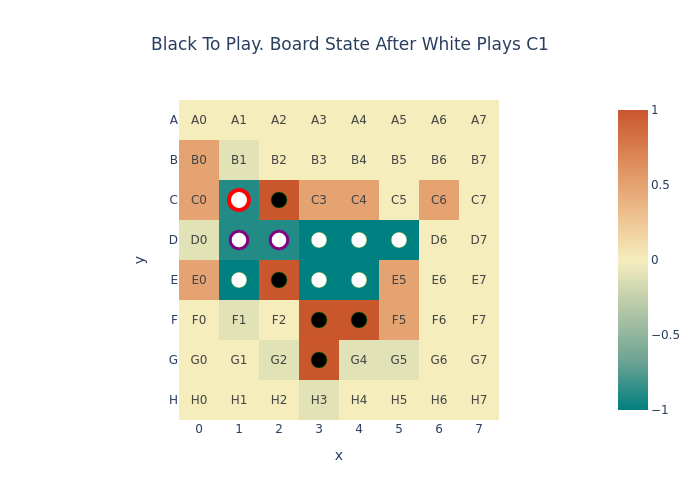 Black To Play. Board State After White Plays C1
A A0 A1 A2 A3 A4 A5 A6 A7
B B0 B1 B2 B3 B4 B5 B6 B7
C C0 C3 C4 C5 C6 C7
D D0 D6 D7
E E0 E5 E6 E7
F F0 F1 F2 F5 F6 F7
G G0 G1 G2 G4 G5 G6 G7
H H0 H1 H2 H3 H4 H5 H6 H7
0 1 2 3 4 5 6 7
x
y
1
0.5
0
−0.5
−1